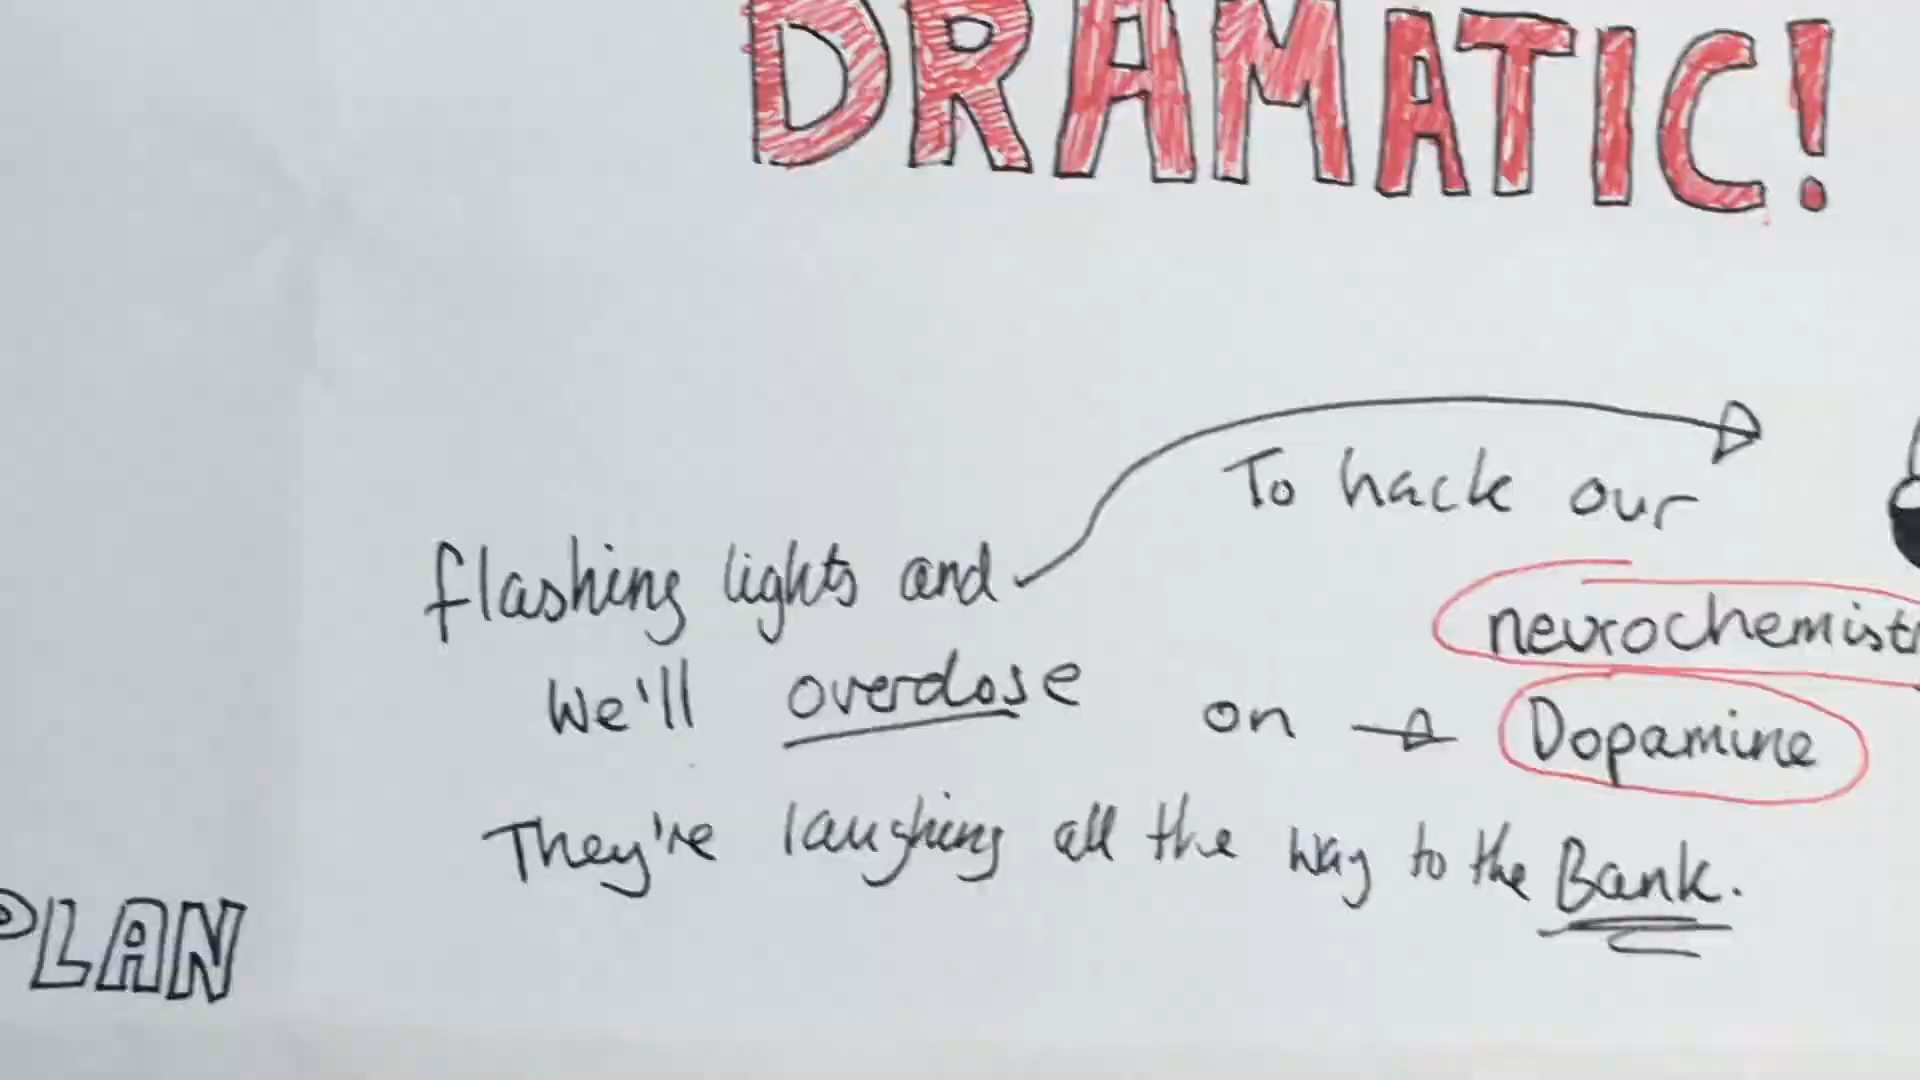 DRAMATIC!
flashing lights and
To hack our
neurochemistr
We'll overdose on Dopamine
They're laughing all the way to the Bank.
PLAN